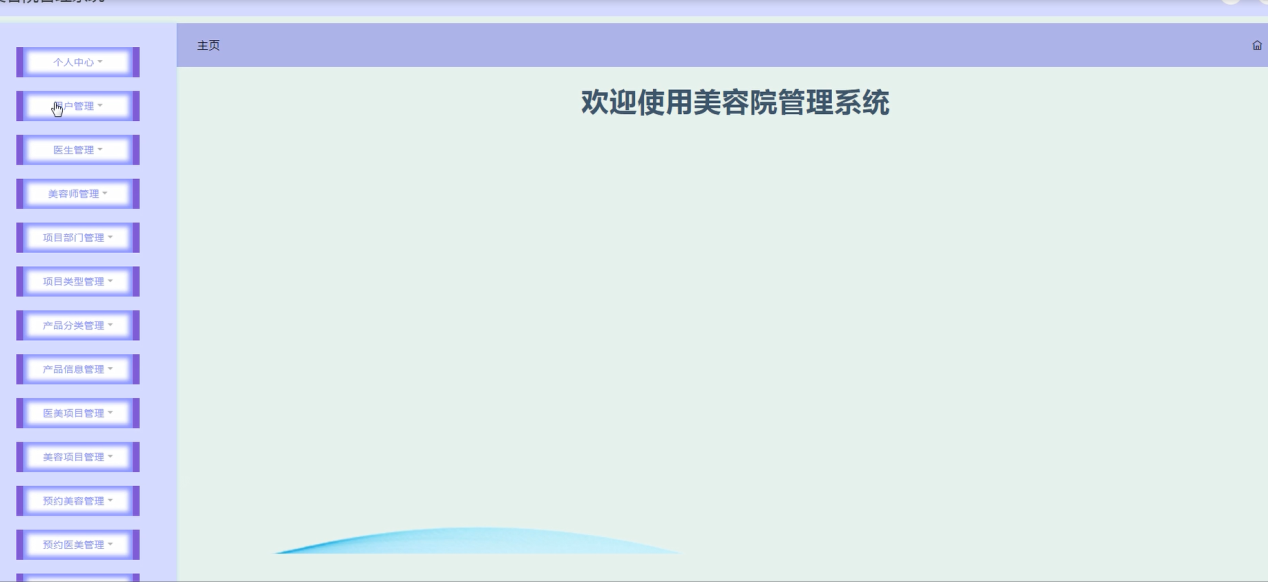 主页
个人中心
户管理
医生管理
美容师管理
项目部门管理
项目类型管理
产品分类管理
产品信息管理
医美项目管理
美容项目管理
预约美容管理
预约医美管理
欢迎使用美容院管理系统